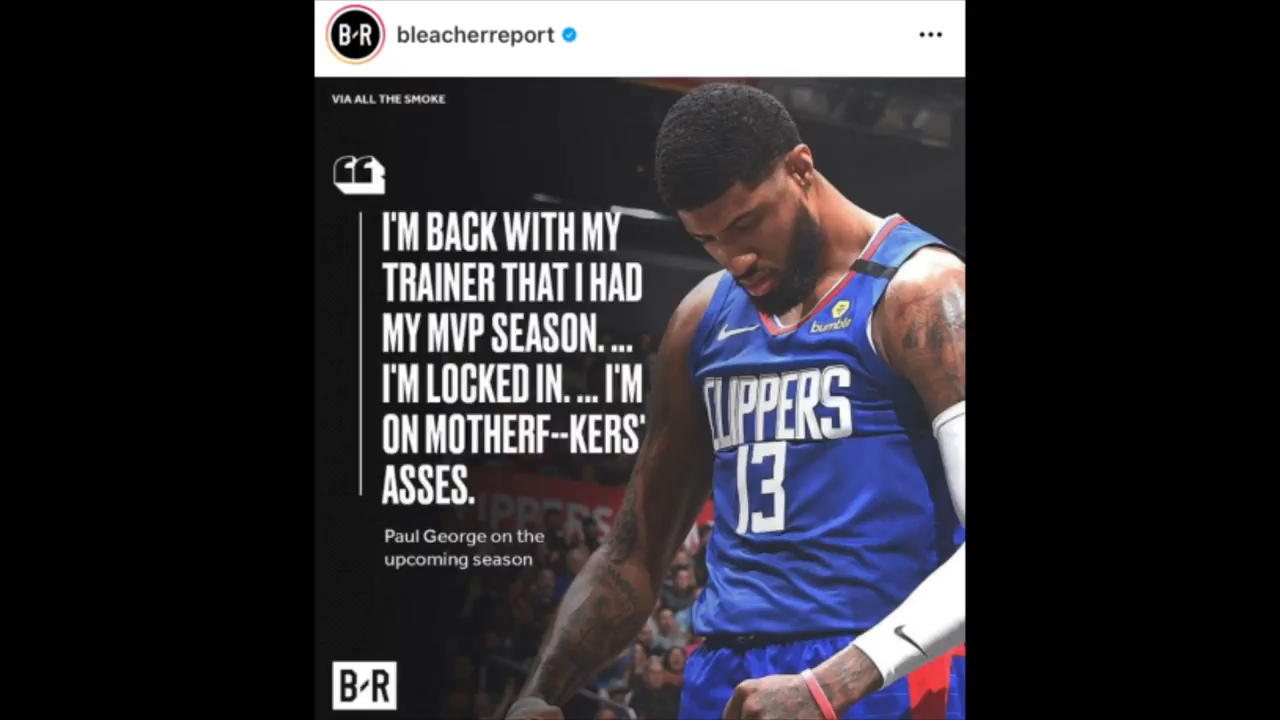 B/R
bleacherreport
VIA ALL THE SMOKE
I'M BACK WITH MY
TRAINER THAT I HAD
MY MVP SEASON. ...
I'M LOCKED IN. ... I'M
ON MOTHERF--KERS'
ASSES.
Paul George on the
upcoming season
bumble
CLIPPERS
13
CLIPPERS
B/R